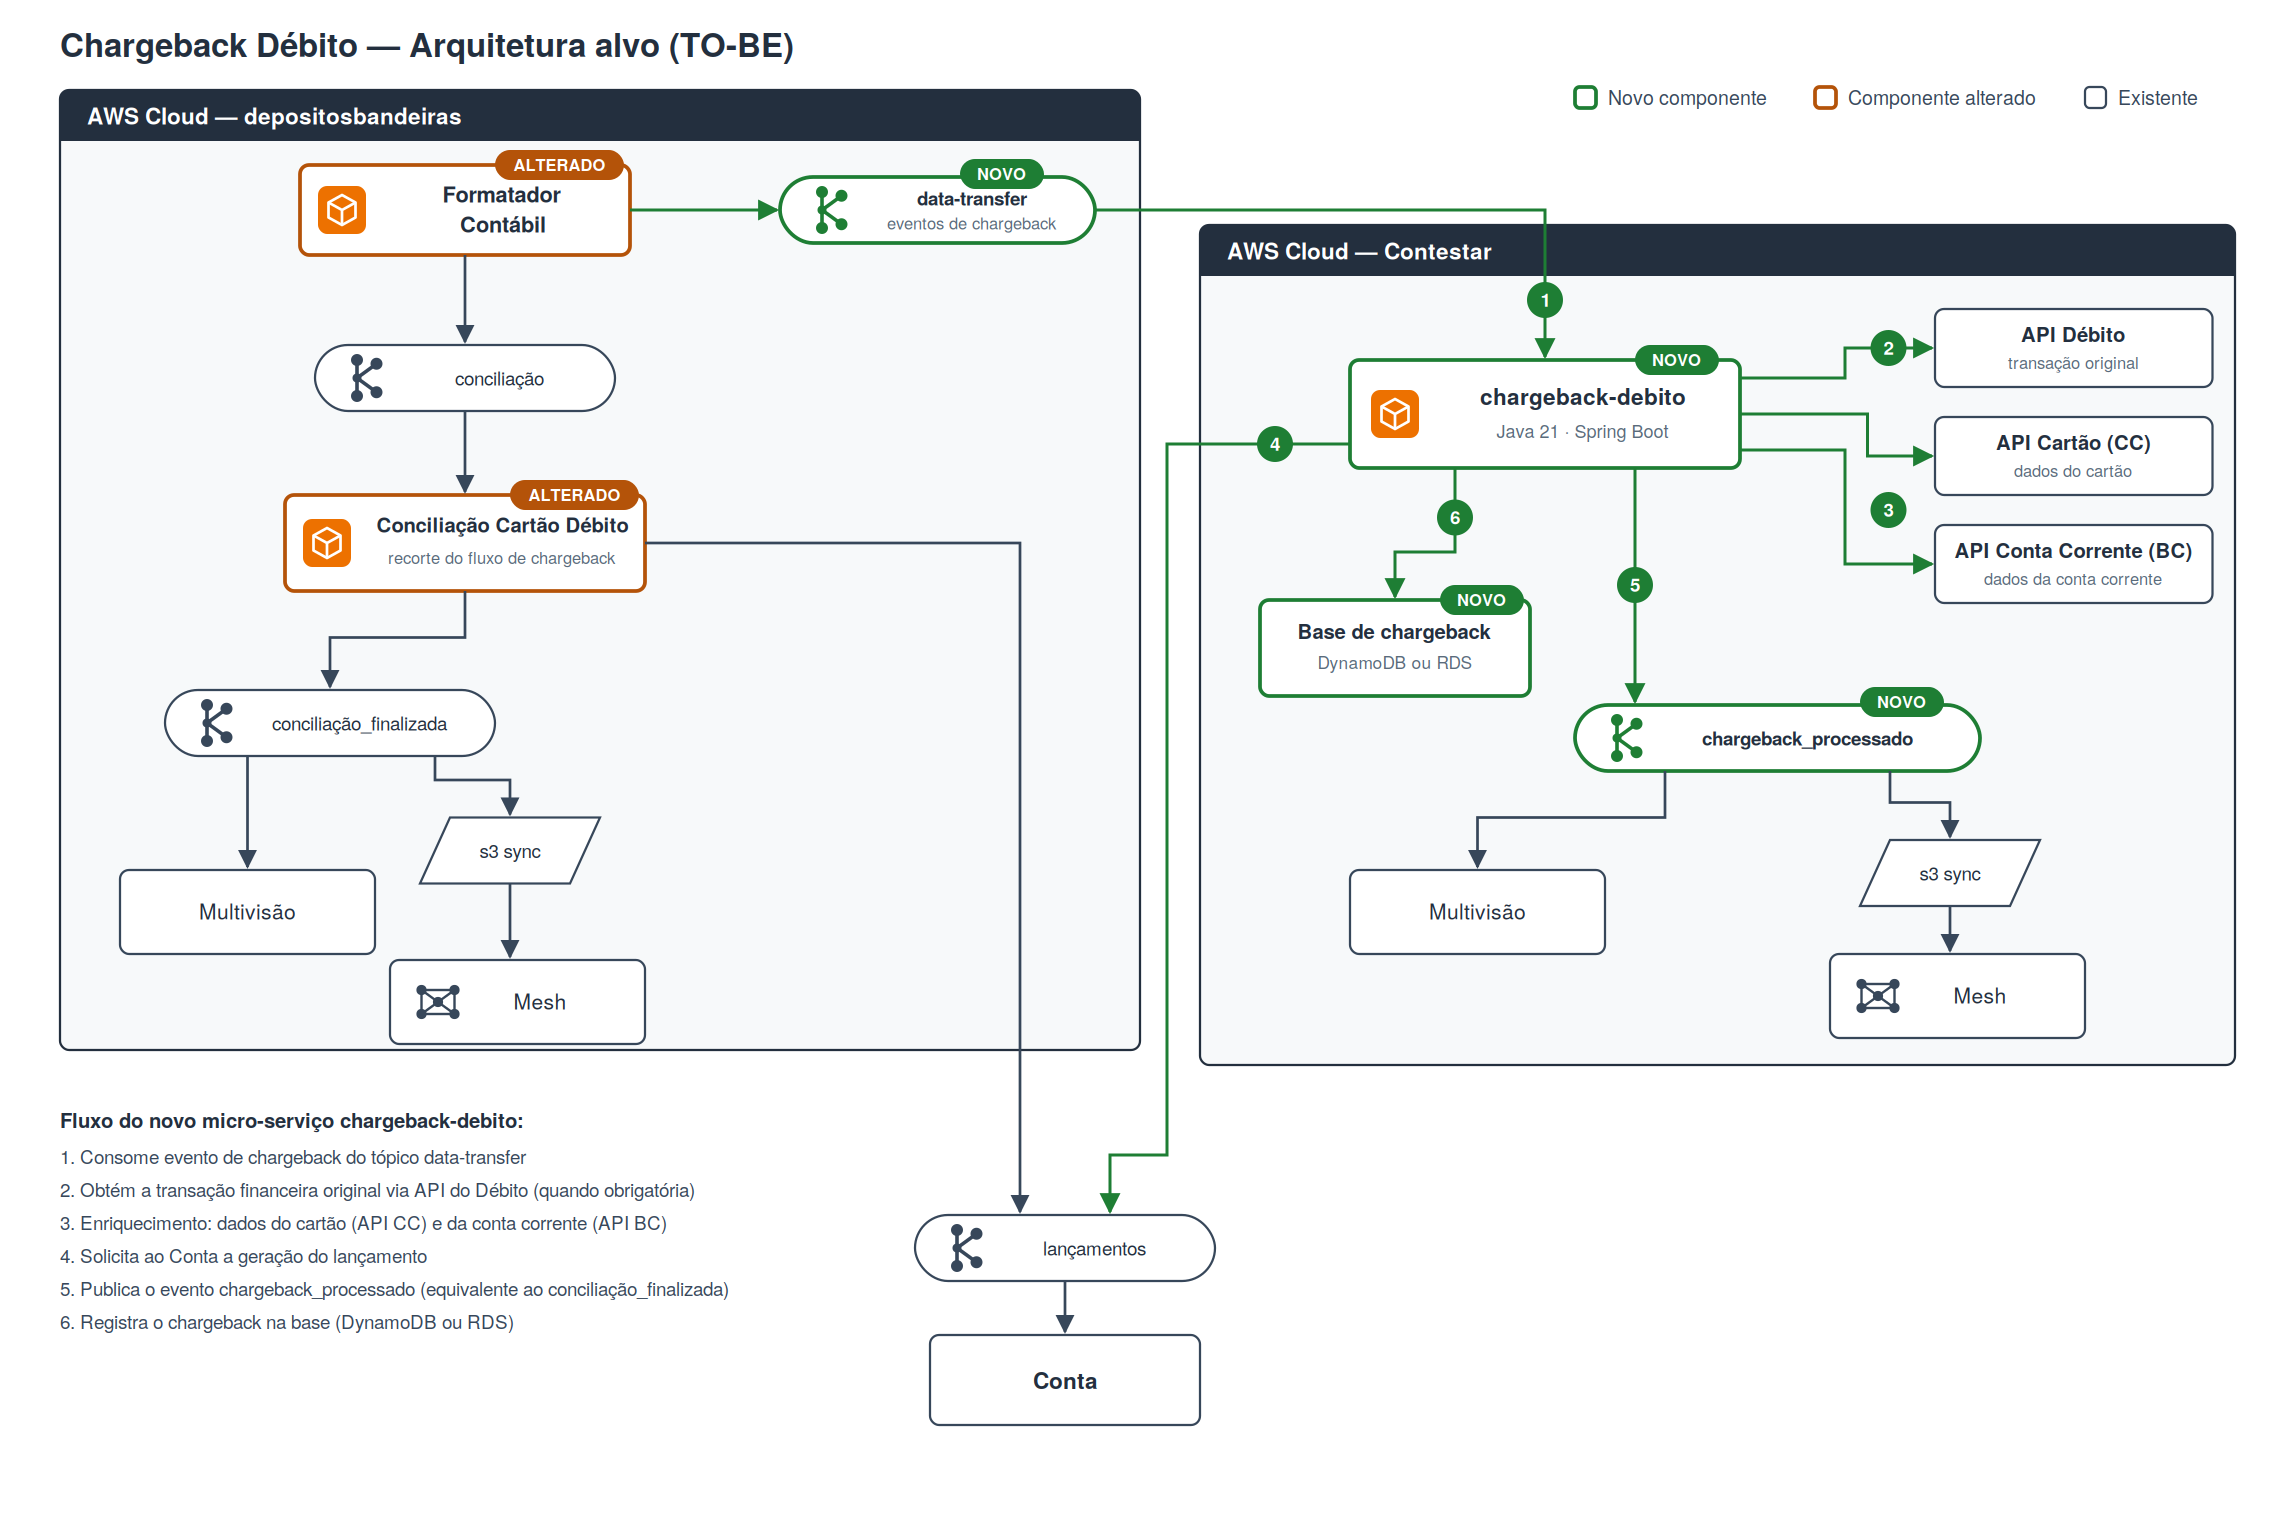 Chargeback Débito — Arquitetura alvo (TO-BE)
Novo componente
Componente alterado
Existente
AWS Cloud — depositosbandeiras
ALTERADO
Formatador
Contábil
NOVO
data-transfer
eventos de chargeback
conciliação
ALTERADO
Conciliação Cartão Débito
recorte do fluxo de chargeback
conciliação_finalizada
s3 sync
Multivisão
Mesh
AWS Cloud — Contestar
1
NOVO
chargeback-debito
Java 21 · Spring Boot
2
API Débito
transação original
API Cartão (CC)
dados do cartão
3
API Conta Corrente (BC)
dados da conta corrente
4
6
5
NOVO
Base de chargeback
DynamoDB ou RDS
NOVO
chargeback_processado
s3 sync
Multivisão
Mesh
Fluxo do novo micro-serviço chargeback-debito:
1. Consome evento de chargeback do tópico data-transfer
2. Obtém a transação financeira original via API do Débito (quando obrigatória)
3. Enriquecimento: dados do cartão (API CC) e da conta corrente (API BC)
4. Solicita ao Conta a geração do lançamento
5. Publica o evento chargeback_processado (equivalente ao conciliação_finalizada)
6. Registra o chargeback na base (DynamoDB ou RDS)
lançamentos
Conta